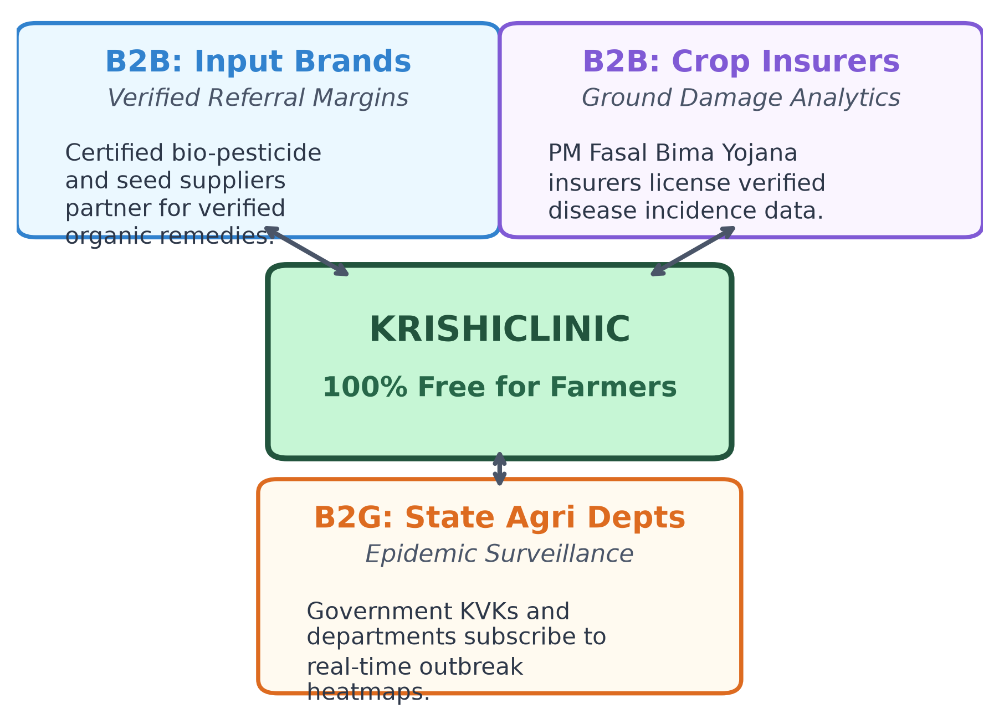 B2B: Input Brands
Verified Referral Margins
Certified bio-pesticide
and seed suppliers
partner for verified
organic remedies.
B2B: Crop Insurers
Ground Damage Analytics
PM Fasal Bima Yojana
insurers license verified
disease incidence data.
KRISHICLINIC
100% Free for Farmers
B2G: State Agri Depts
Epidemic Surveillance
Government KVKs and
departments subscribe to
real-time outbreak
heatmaps.